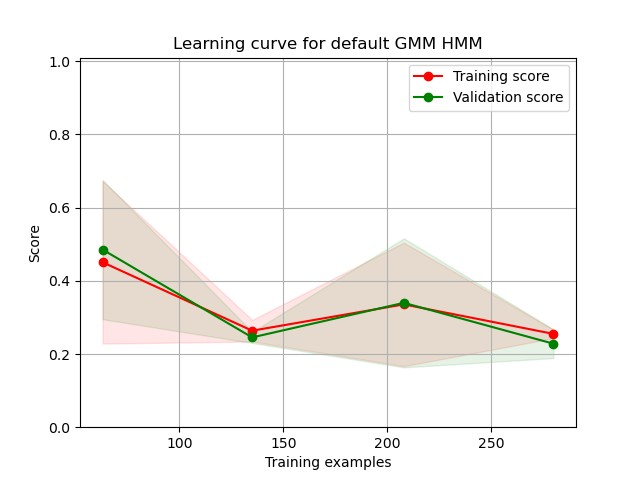 Learning curve for default GMM HMM
1.0
0.8
0.6
0.4
0.2
0.0
Score
Training score
Validation score
100
150
200
250
Training examples